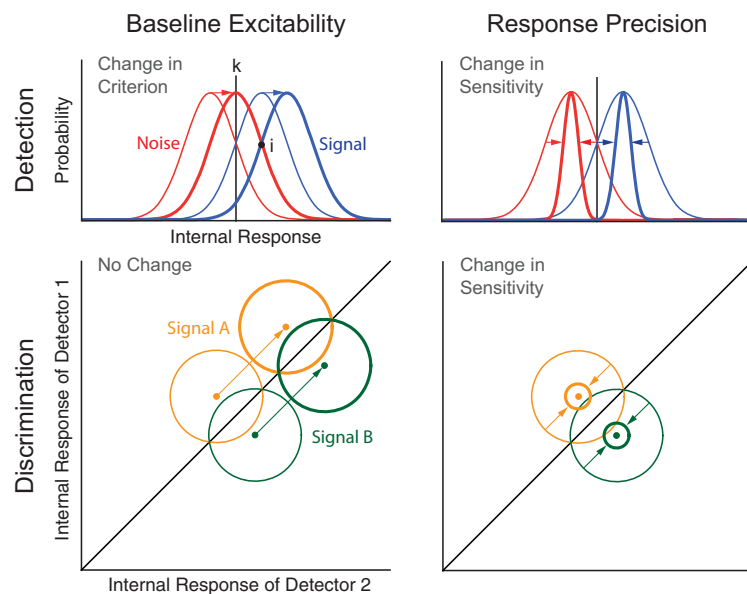 Baseline Excitability
Response Precision
Detection
Probability
Change in
Criterion
k
Noise
i
Signal
Internal Response
Change in
Sensitivity
Discrimination
Internal Response of Detector 1
No Change
Signal A
Signal B
Internal Response of Detector 2
Change in
Sensitivity